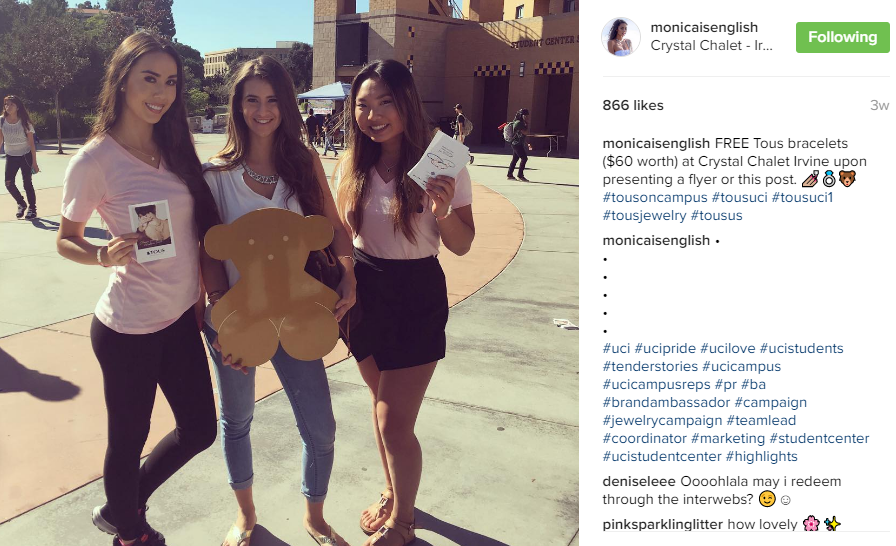 STUDENT CENTER
TOUS
monicaisenglish
Crystal Chalet - Ir...
Following
866 likes
3w
monicaisenglish FREE Tous bracelets
($60 worth) at Crystal Chalet Irvine upon
presenting a flyer or this post. 💅💍🐻
#tousoncampus #tousuci #tousuci1
#tousjewelry #tousus
monicaisenglish •
•
•
•
•
•
#uci #ucipride #ucilove #ucistudents
#tenderstories #ucicampus
#ucicampusreps #pr #ba
#brandambassador #campaign
#jewelrycampaign #teamlead
#coordinator #marketing #studentcenter
#ucistudentcenter #highlights
deniseleee Ooohlala may i redeem
through the interwebs? 😉☺
pinksparklinglitter how lovely 🌸✨